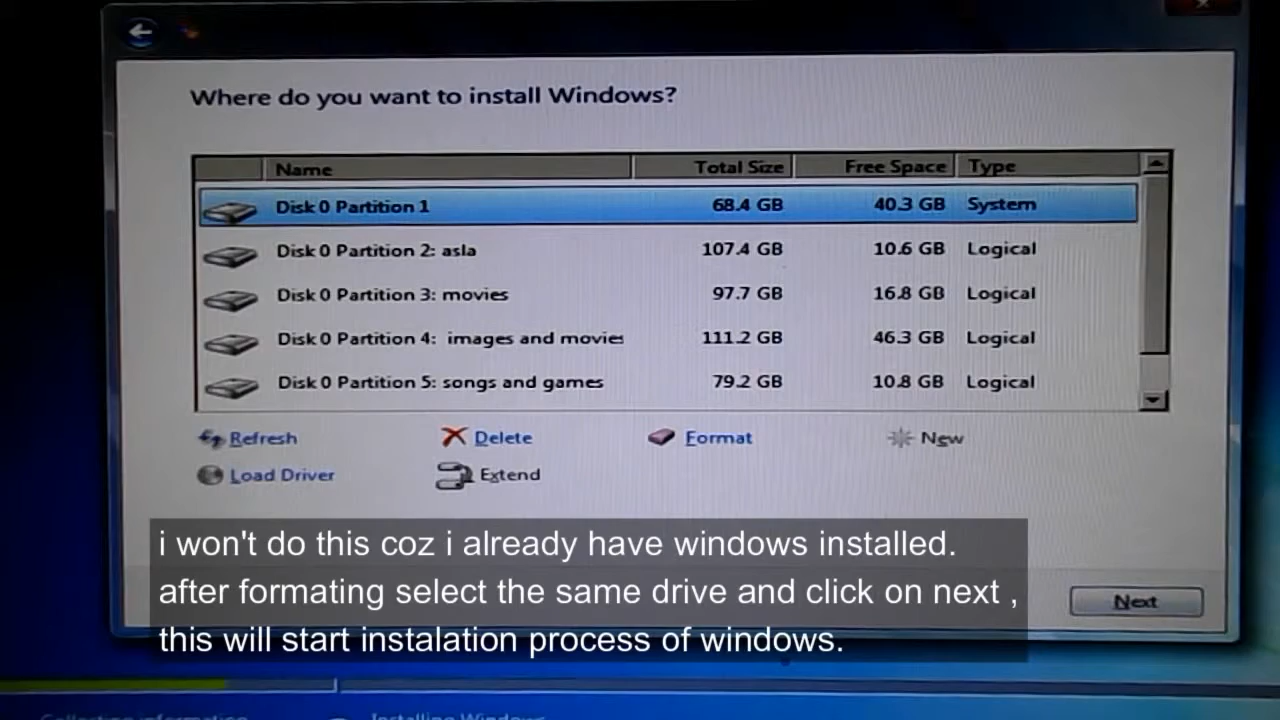 Where do you want to install Windows?
Name Total Size Free Space Type
Disk 0 Partition 1 68.4 GB 40.3 GB System
Disk 0 Partition 2: asla 107.4 GB 10.6 GB Logical
Disk 0 Partition 3: movies 97.7 GB 16.8 GB Logical
Disk 0 Partition 4: images and movies 111.2 GB 46.3 GB Logical
Disk 0 Partition 5: songs and games 79.2 GB 10.8 GB Logical
Refresh Delete Format New
Load Driver Extend
i won't do this coz i already have windows installed.
after formating select the same drive and click on next ,
this will start instalation process of windows.
Next
Collecting information Installing Windows